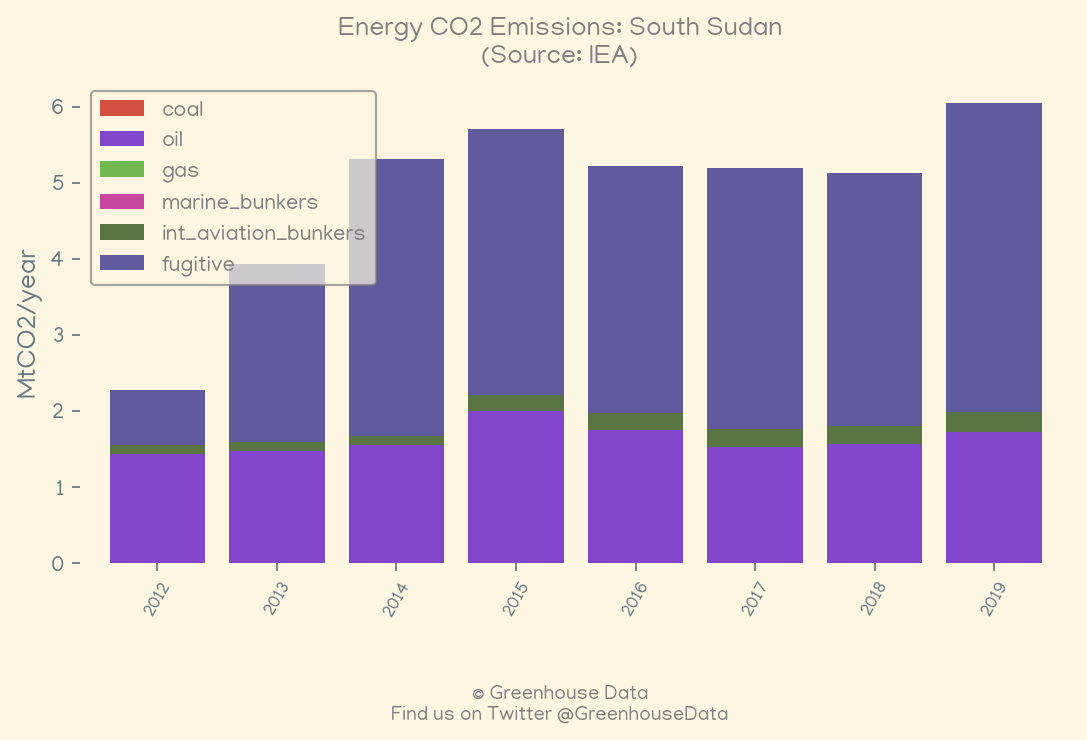 Energy CO2 Emissions: South Sudan
(Source: IEA)
MtCO2/year
6
5
4
3
2
1
0
coal
oil
gas
marine_bunkers
int_aviation_bunkers
fugitive
2012
2013
2014
2015
2016
2017
2018
2019
© Greenhouse Data
Find us on Twitter @GreenhouseData